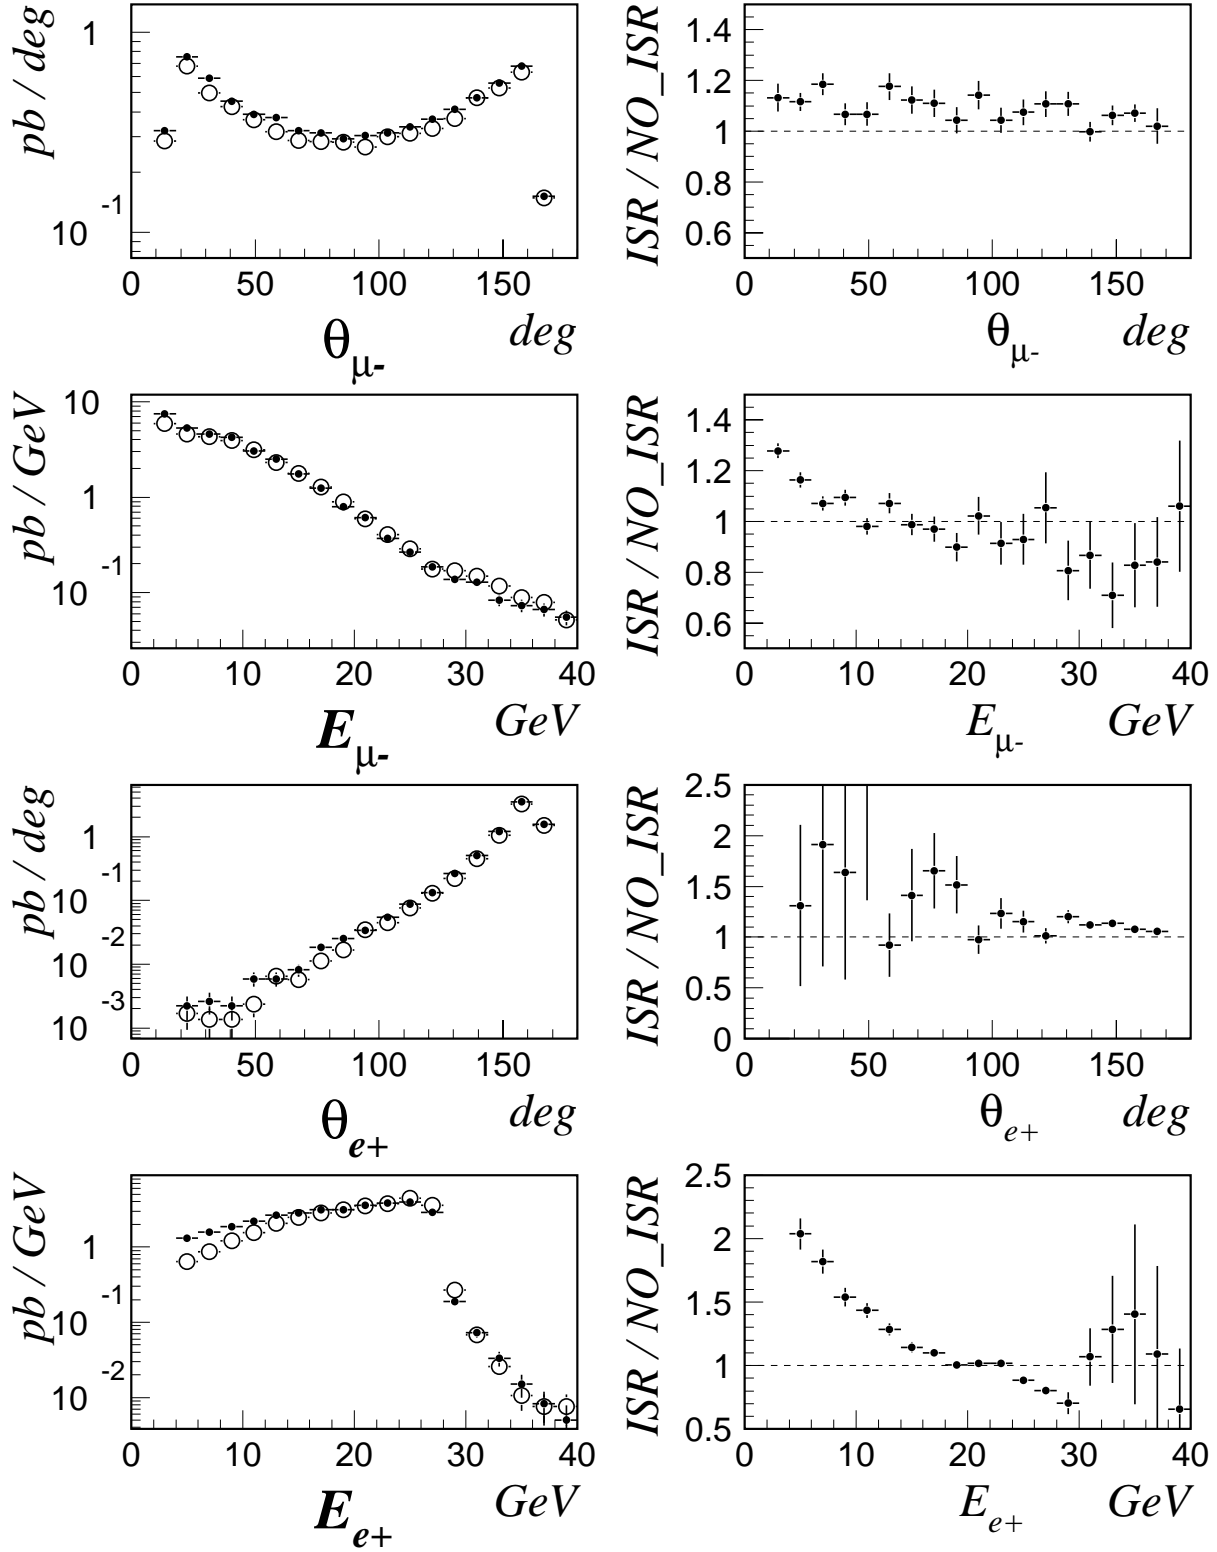 pb / deg
1
10 -1
0 50 100 150
θμ- deg
ISR / NO_ISR
1.4
1.2
1
0.8
0.6
0 50 100 150
θμ- deg
pb / GeV
10
1
10 -1
0 10 20 30 40
Eμ- GeV
ISR / NO_ISR
1.4
1.2
1
0.8
0.6
0 10 20 30 40
Eμ- GeV
pb / deg
1
10 -1
10 -2
10 -3
0 50 100 150
θe+ deg
ISR / NO_ISR
2.5
2
1.5
1
0.5
0
0 50 100 150
θe+ deg
pb / GeV
1
10 -1
10 -2
0 10 20 30 40
Ee+ GeV
ISR / NO_ISR
2.5
2
1.5
1
0.5
0 10 20 30 40
Ee+ GeV